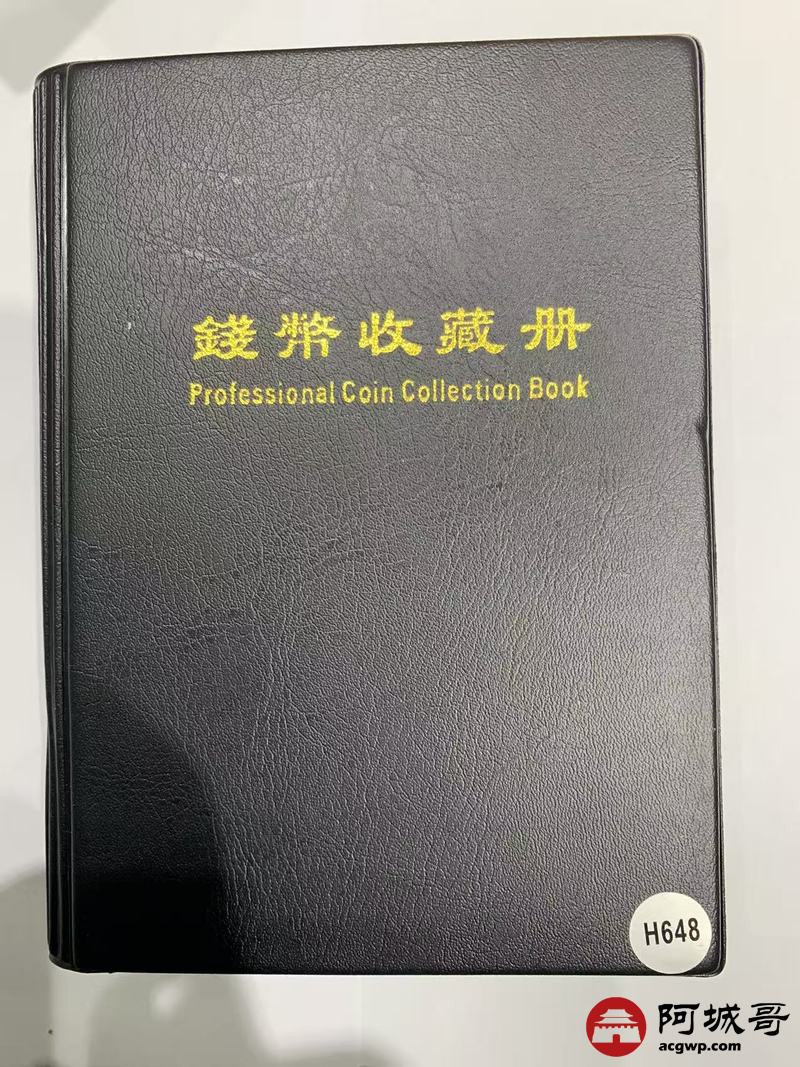 錢幣收藏册
Professional Coin Collection Book
H648
阿城哥
acgwp.com